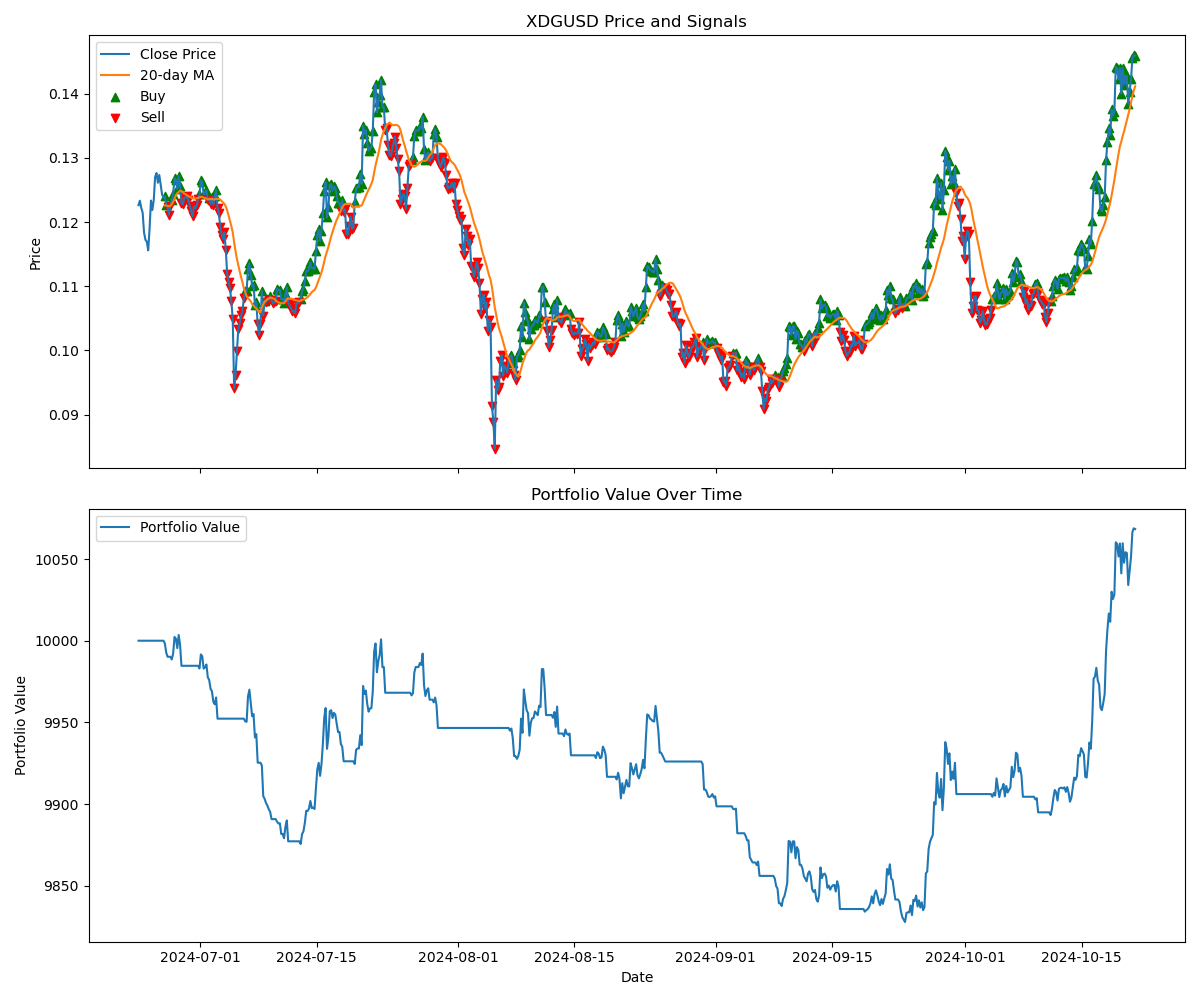 XDGUSD Price and Signals
Close Price
20-day MA
Buy
Sell
Price
0.14
0.13
0.12
0.11
0.10
0.09
Portfolio Value Over Time
Portfolio Value
Portfolio Value
10050
10000
9950
9900
9850
2024-07-01 2024-07-15 2024-08-01 2024-08-15 2024-09-01 2024-09-15 2024-10-01 2024-10-15
Date